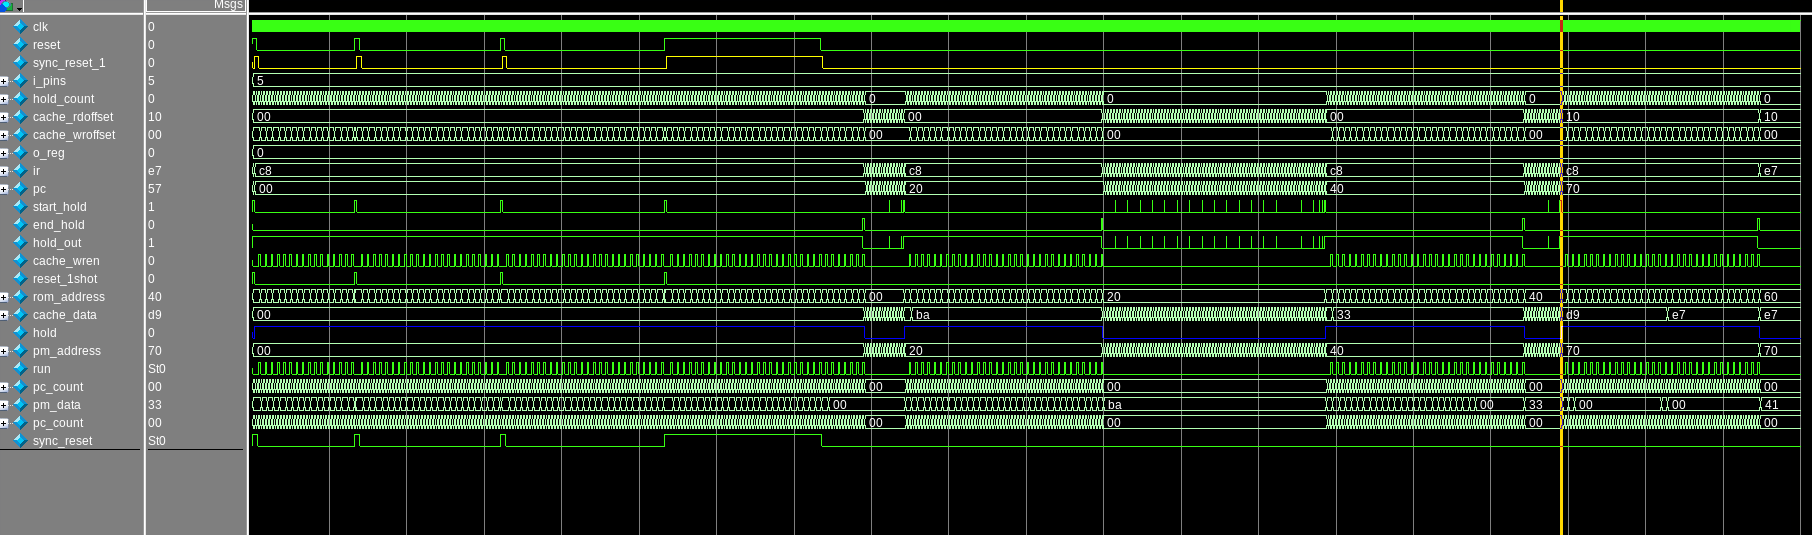 Msgs
clk 0
reset 0
sync_reset_1 0
i_pins 5 5
hold_count 0 0 0 0 0
cache_rdoffset 10 00 00 00 10 10
cache_wroffset 00 00 00 00 00
o_reg 0 0
ir e7 c8 c8 c8 c8 e7
pc 57 00 20 40 70
start_hold 1
end_hold 0
hold_out 1
cache_wren 0
reset_1shot 0
rom_address 40 00 20 40 60
cache_data d9 00 ba 33 d9 e7 e7
hold 0
pm_address 70 00 20 40 70 70
run St0
pc_count 00 00 00 00 00
pm_data 33 00 ba 00 33 00 00 41
pc_count 00 00 00 00 00
sync_reset St0